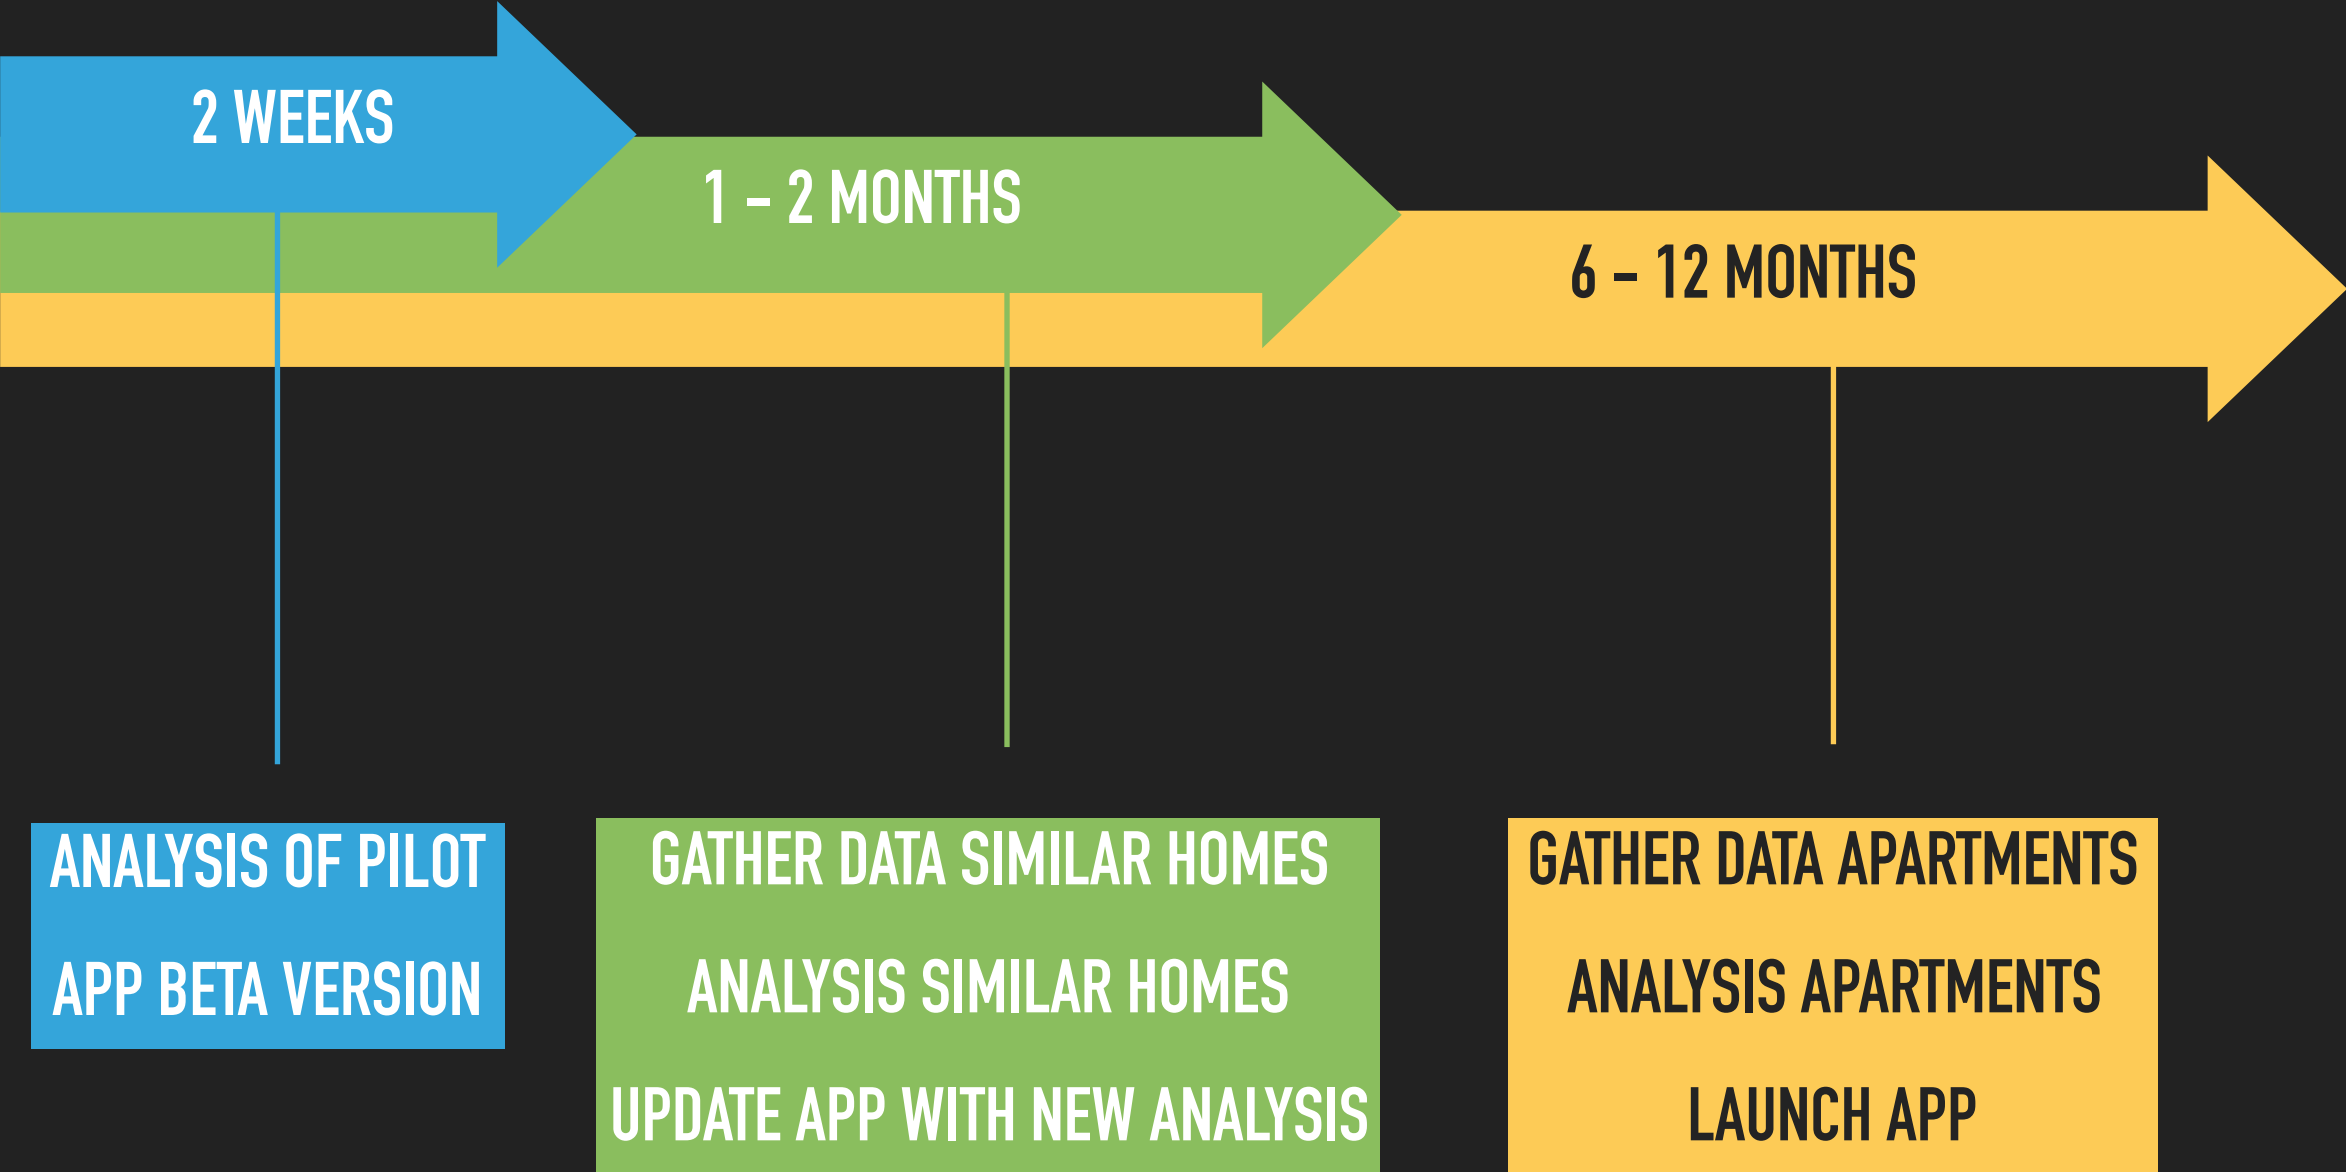 2 WEEKS
1 – 2 MONTHS
6 – 12 MONTHS
ANALYSIS OF PILOT
APP BETA VERSION
GATHER DATA SIMILAR HOMES
ANALYSIS SIMILAR HOMES
UPDATE APP WITH NEW ANALYSIS
GATHER DATA APARTMENTS
ANALYSIS APARTMENTS
LAUNCH APP